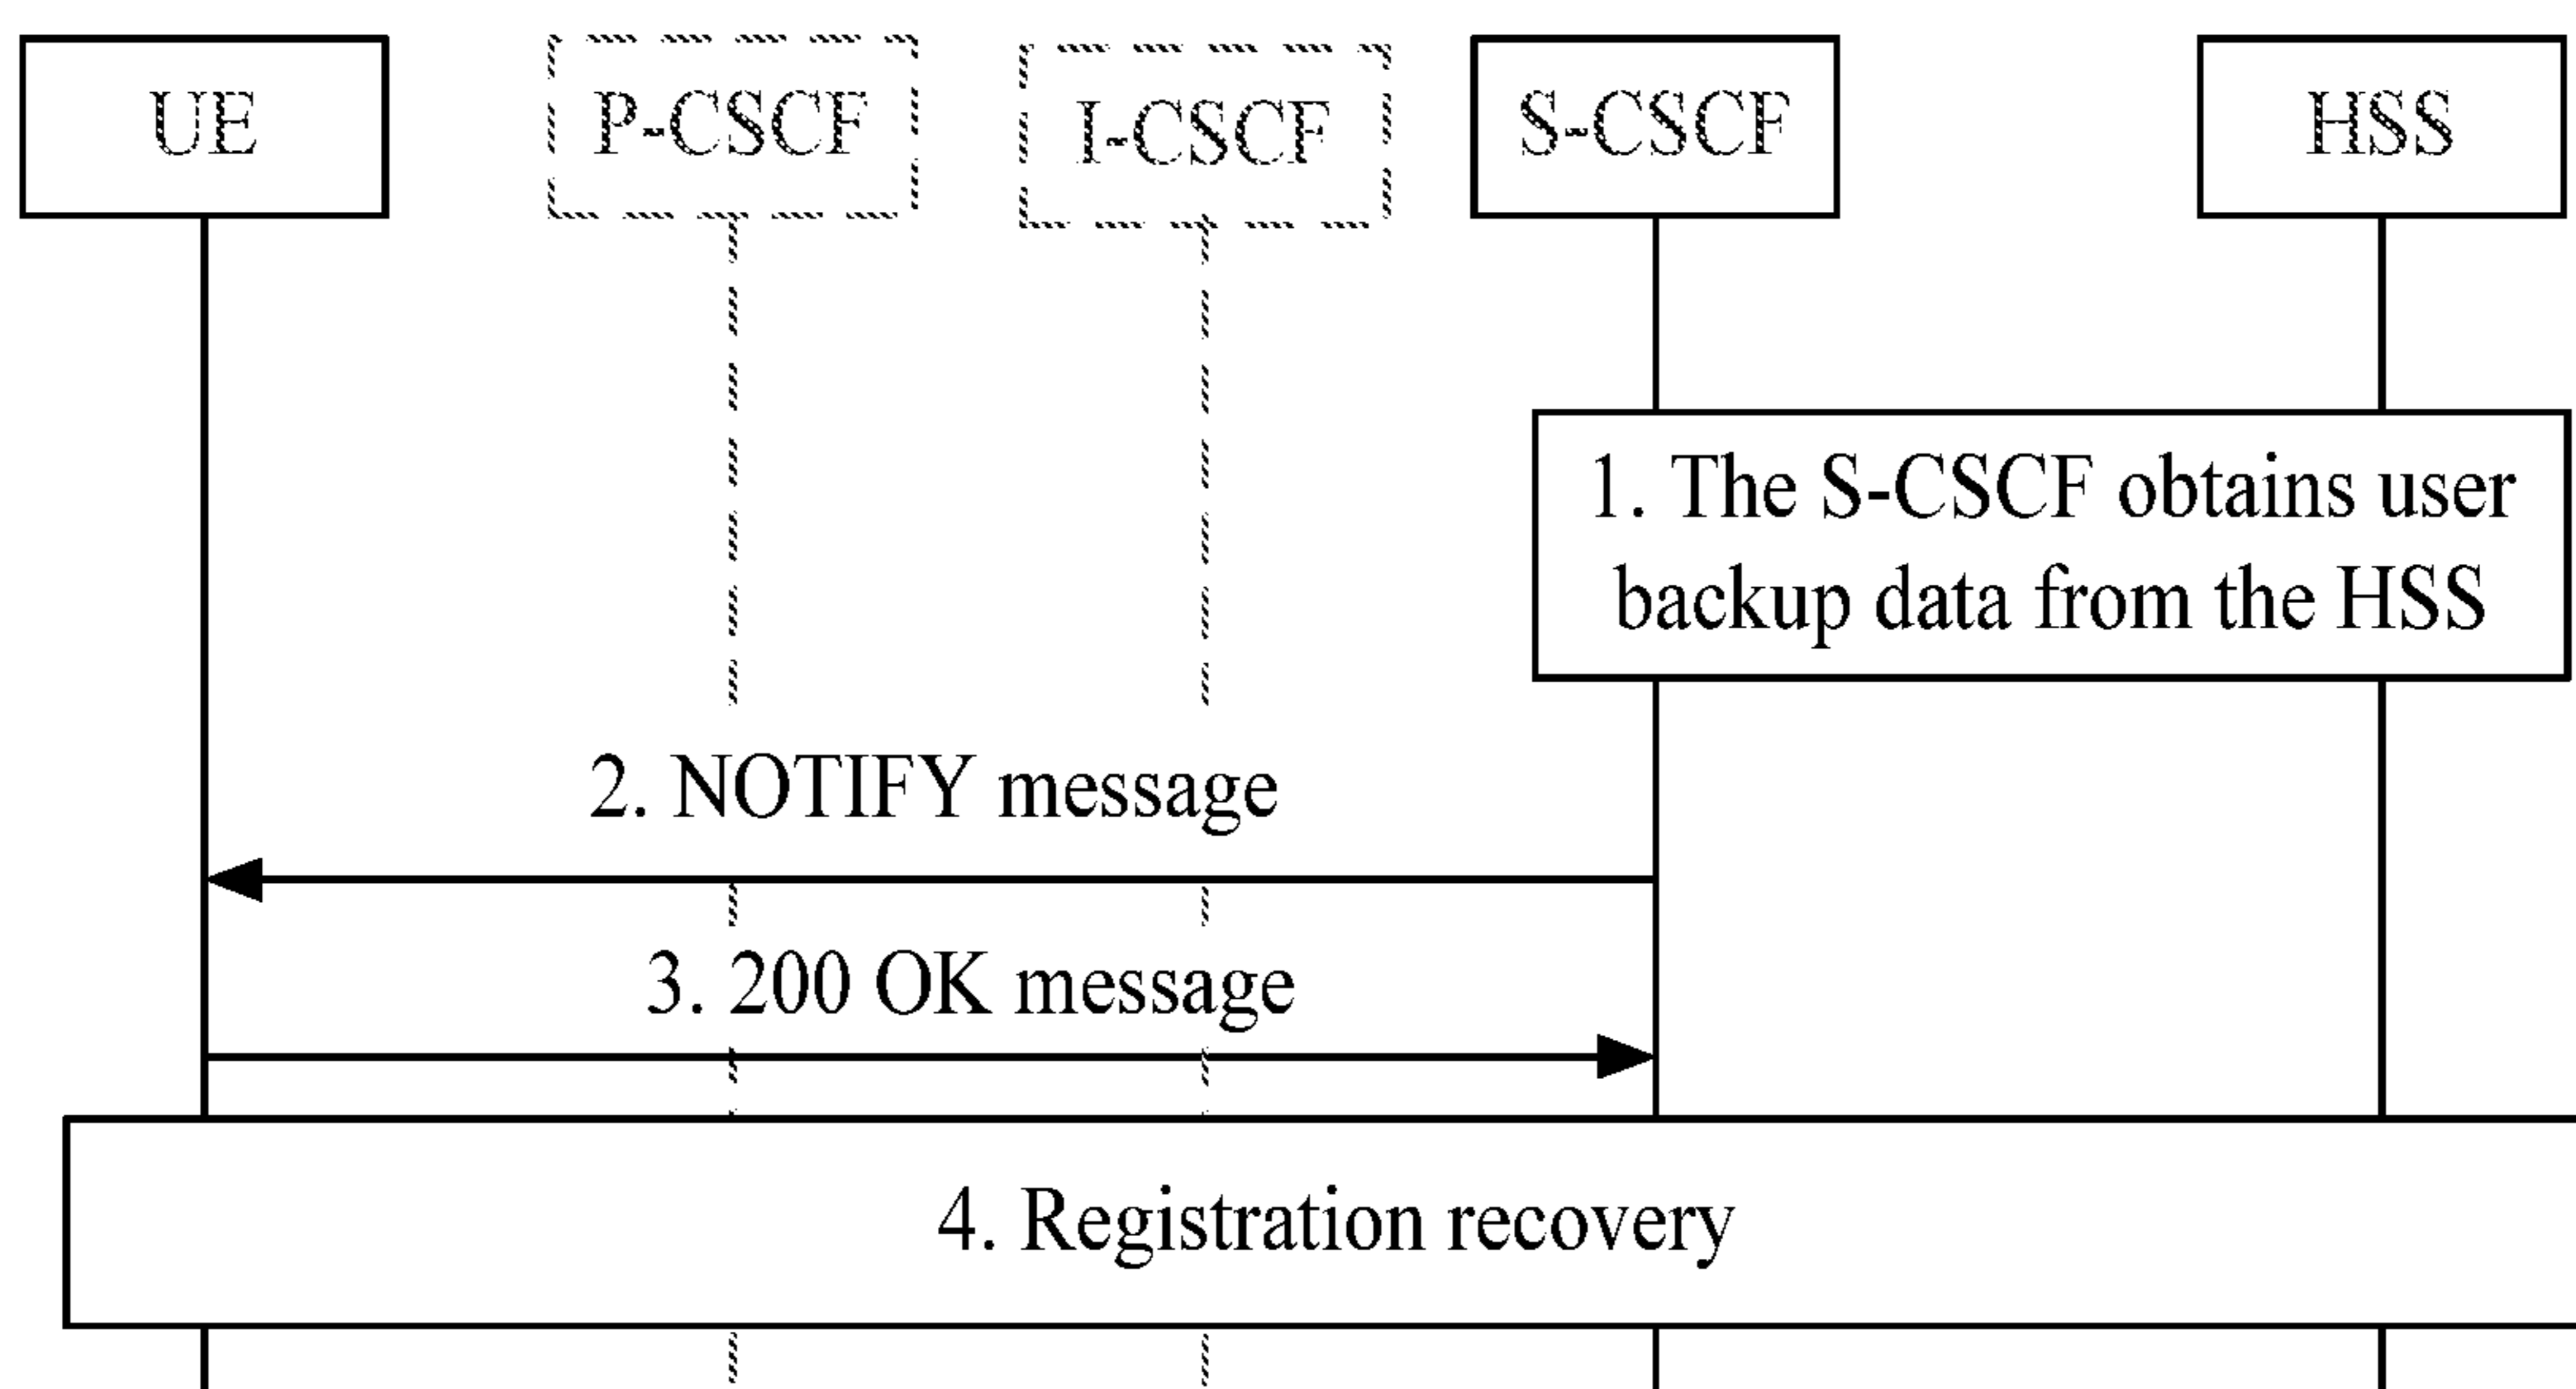 UE
P-CSCF
I-CSCF
S-CSCF
HSS
1. The S-CSCF obtains user
backup data from the HSS
2. NOTIFY message
3. 200 OK message
4. Registration recovery